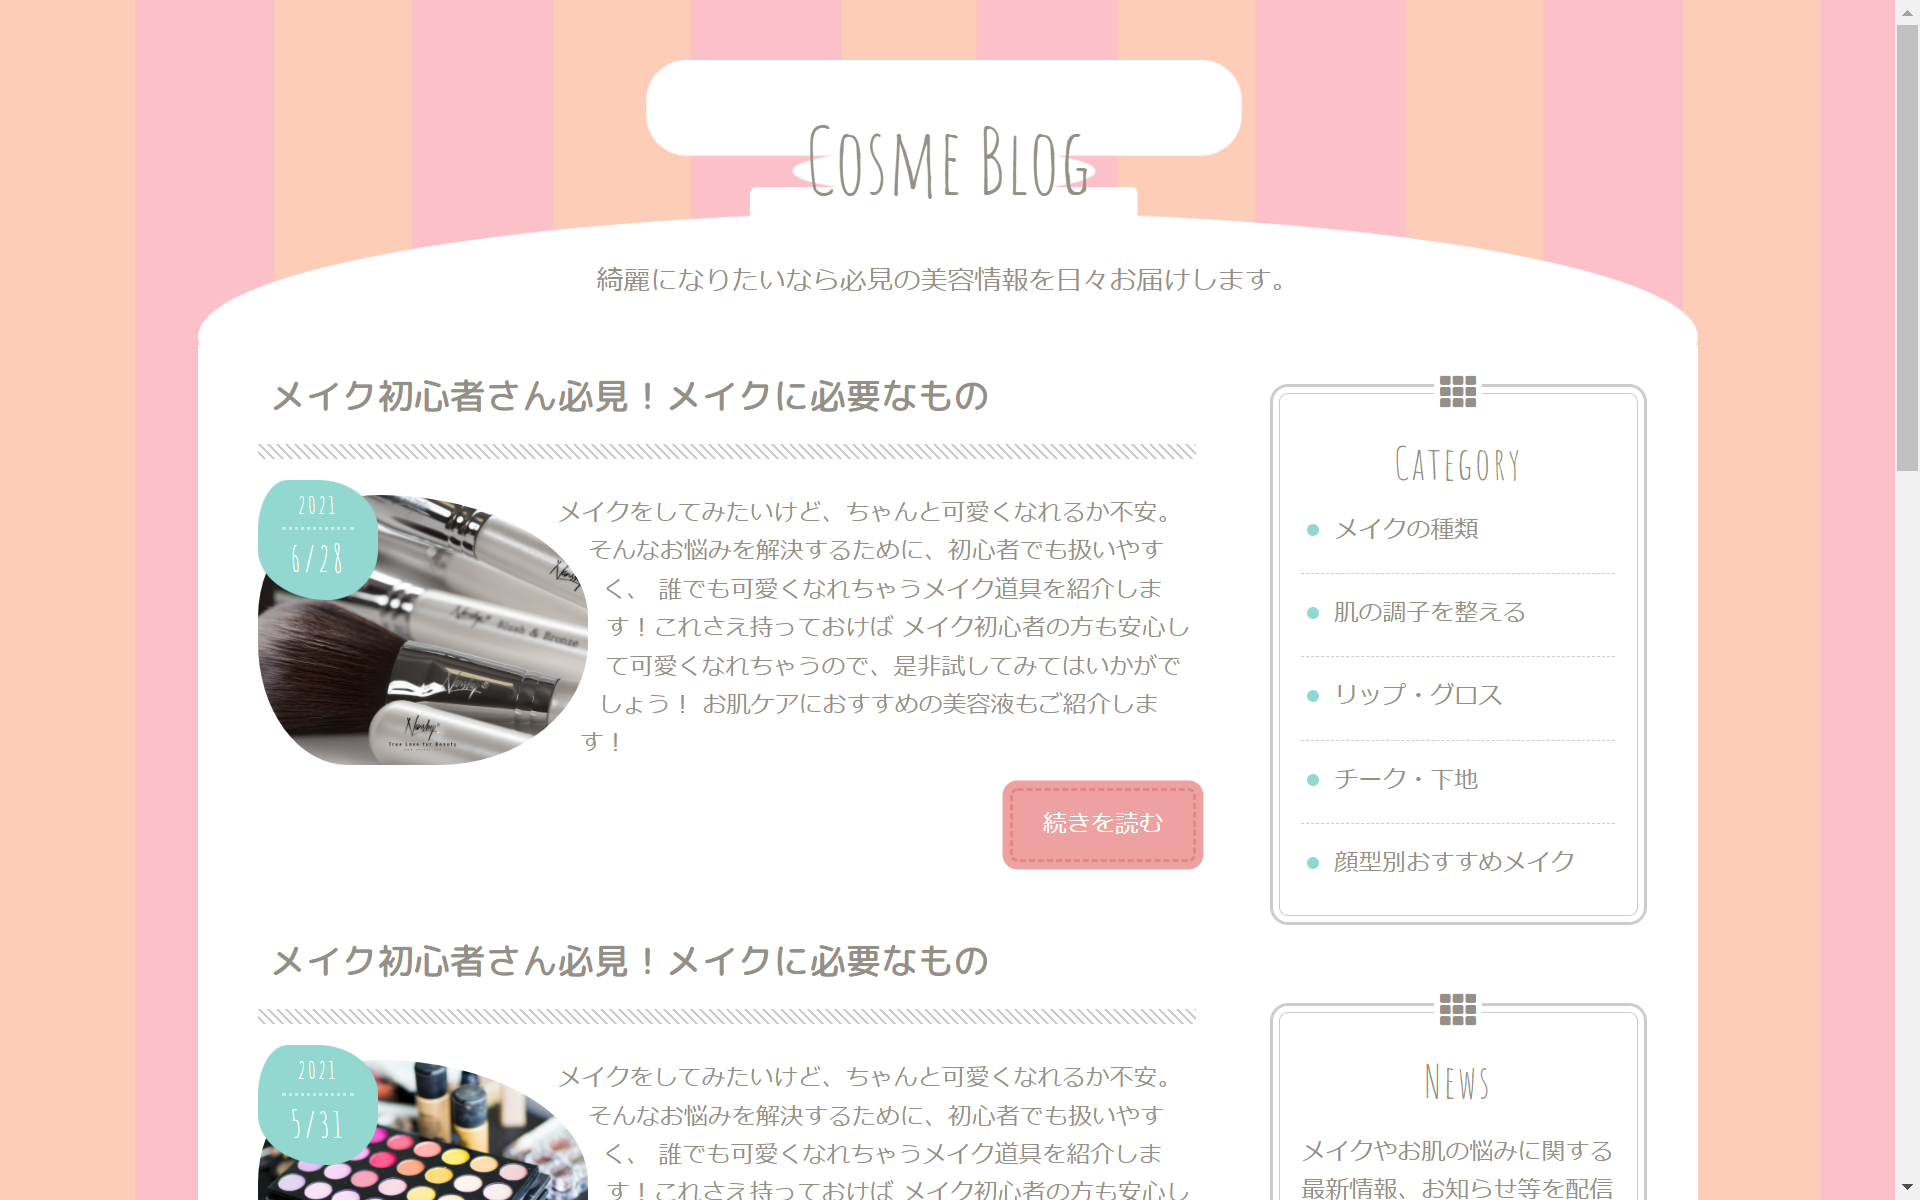 Cosme Blog
綺麗になりたいなら必見の美容情報を日々お届けします。
メイク初心者さん必見！メイクに必要なもの
2021
6/28
メイクをしてみたいけど、ちゃんと可愛くなれるか不安。
そんなお悩みを解決するために、初心者でも扱いやす
く、 誰でも可愛くなれちゃうメイク道具を紹介しま
す！これさえ持っておけば メイク初心者の方も安心し
て可愛くなれちゃうので、是非試してみてはいかがで
しょう！ お肌ケアにおすすめの美容液もご紹介しま
す！
Blush & Bronze
True Love for Beauty
続きを読む
メイク初心者さん必見！メイクに必要なもの
2021
5/31
メイクをしてみたいけど、ちゃんと可愛くなれるか不安。
そんなお悩みを解決するために、初心者でも扱いやす
く、 誰でも可愛くなれちゃうメイク道具を紹介しま
す！これさえ持っておけば メイク初心者の方も安心し
Category
メイクの種類
肌の調子を整える
リップ・グロス
チーク・下地
顔型別おすすめメイク
News
メイクやお肌の悩みに関する
最新情報、お知らせ等を配信